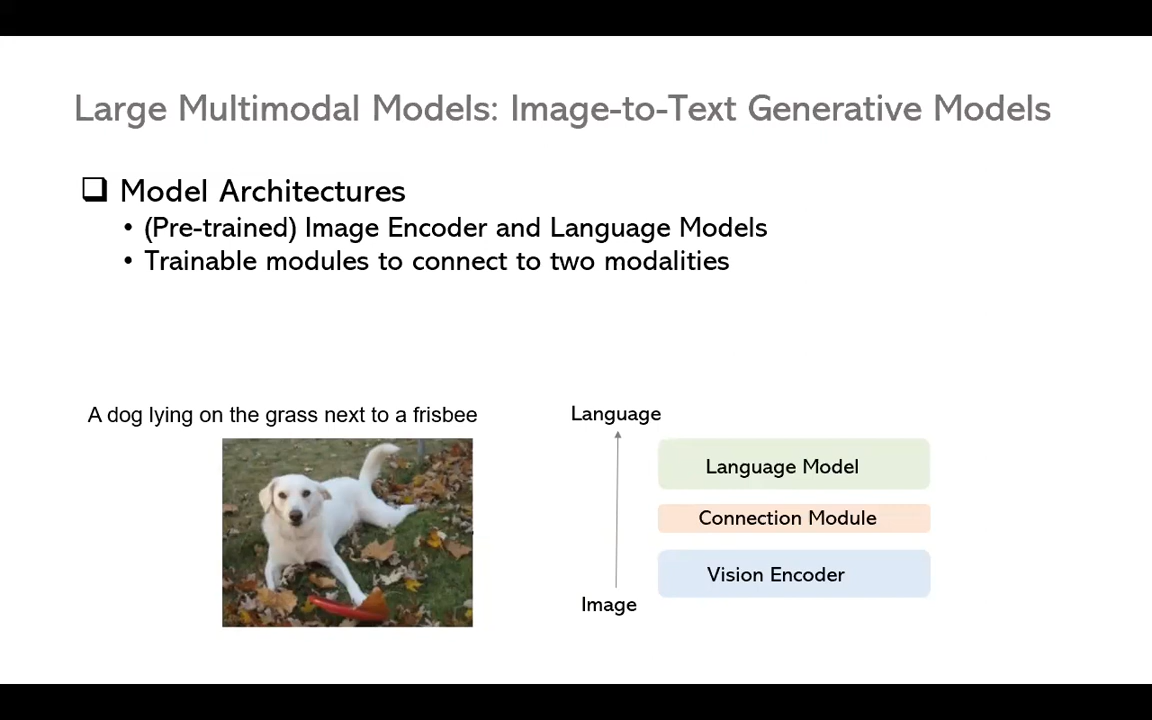 Large Multimodal Models: Image-to-Text Generative Models
❑ Model Architectures
• (Pre-trained) Image Encoder and Language Models
• Trainable modules to connect to two modalities
A dog lying on the grass next to a frisbee
Language
Language Model
Connection Module
Vision Encoder
Image